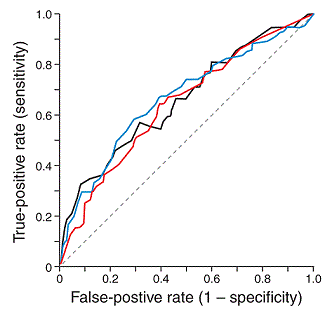 1.0
0.8
0.6
0.4
0.2
0
0 0.2 0.4 0.6 0.8 1.0
True-positive rate (sensitivity)
False-postive rate (1 – specificity)